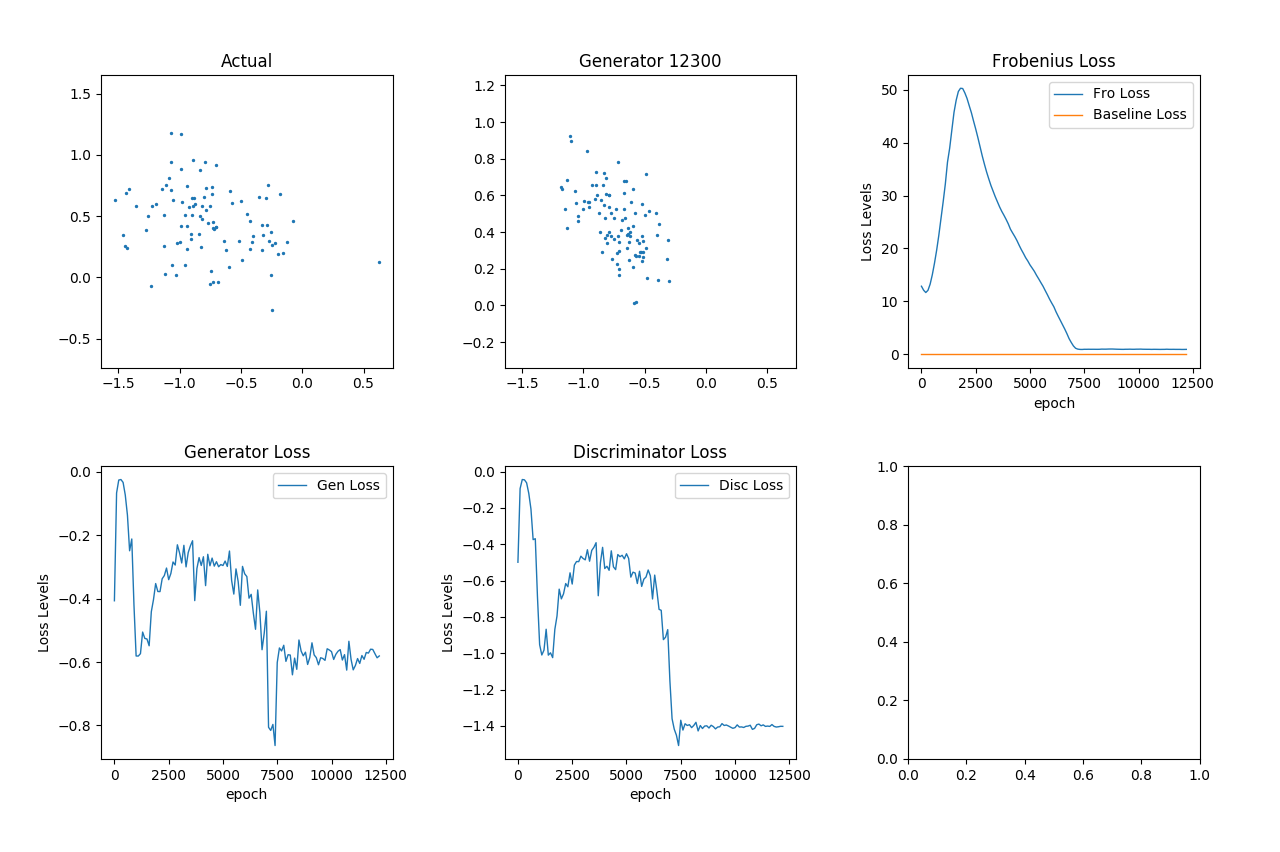 Actual
1.5
1.0
0.5
0.0
−0.5
−1.5 −1.0 −0.5 0.0 0.5
Generator 12300
1.2
1.0
0.8
0.6
0.4
0.2
0.0
−0.2
−1.5 −1.0 −0.5 0.0 0.5
Frobenius Loss
Fro Loss
Baseline Loss
Loss Levels
50
40
30
20
10
0
0 2500 5000 7500 10000 12500
epoch
Generator Loss
Gen Loss
Loss Levels
0.0
−0.2
−0.4
−0.6
−0.8
0 2500 5000 7500 10000 12500
epoch
Discriminator Loss
Disc Loss
Loss Levels
0.0
−0.2
−0.4
−0.6
−0.8
−1.0
−1.2
−1.4
0 2500 5000 7500 10000 12500
epoch
1.0
0.8
0.6
0.4
0.2
0.0
0.0 0.2 0.4 0.6 0.8 1.0